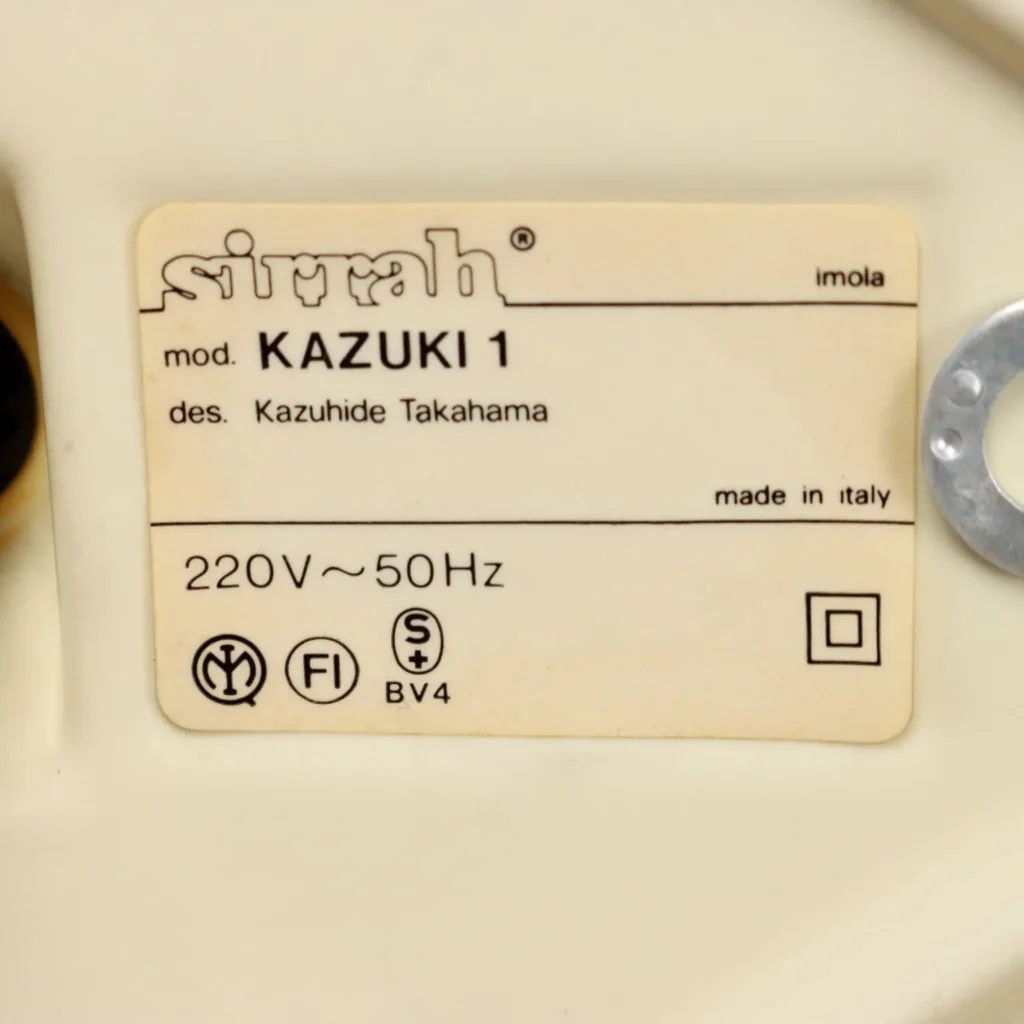 sirrah®
imola
mod. KAZUKI 1
des. Kazuhide Takahama
made in italy
220V~50Hz
FI
S
+
BV4